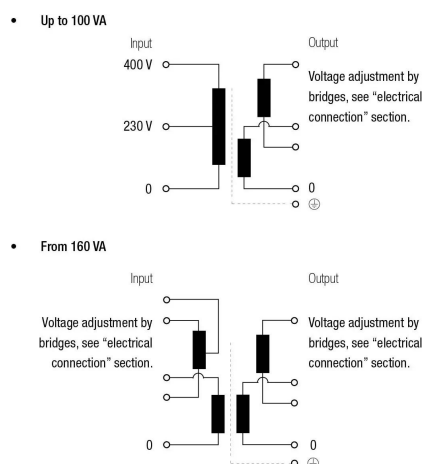 • Up to 100 VA
Input
Output
400 V
Voltage adjustment by
bridges, see “electrical
connection” section.
230 V
0
0
• From 160 VA
Input
Output
Voltage adjustment by
bridges, see “electrical
connection” section.
Voltage adjustment by
bridges, see “electrical
connection” section.
0
0